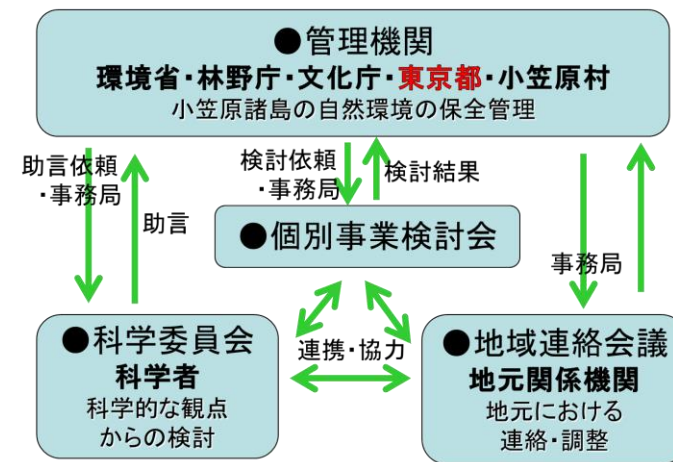 ●管理機関
環境省・林野庁・文化庁・東京都・小笠原村
小笠原諸島の自然環境の保全管理
助言依頼
・事務局
助言
検討依頼
・事務局
検討結果
事務局
●個別事業検討会
連携・協力
●科学委員会
科学者
科学的な観点
からの検討
●地域連絡会議
地元関係機関
地元における
連絡・調整